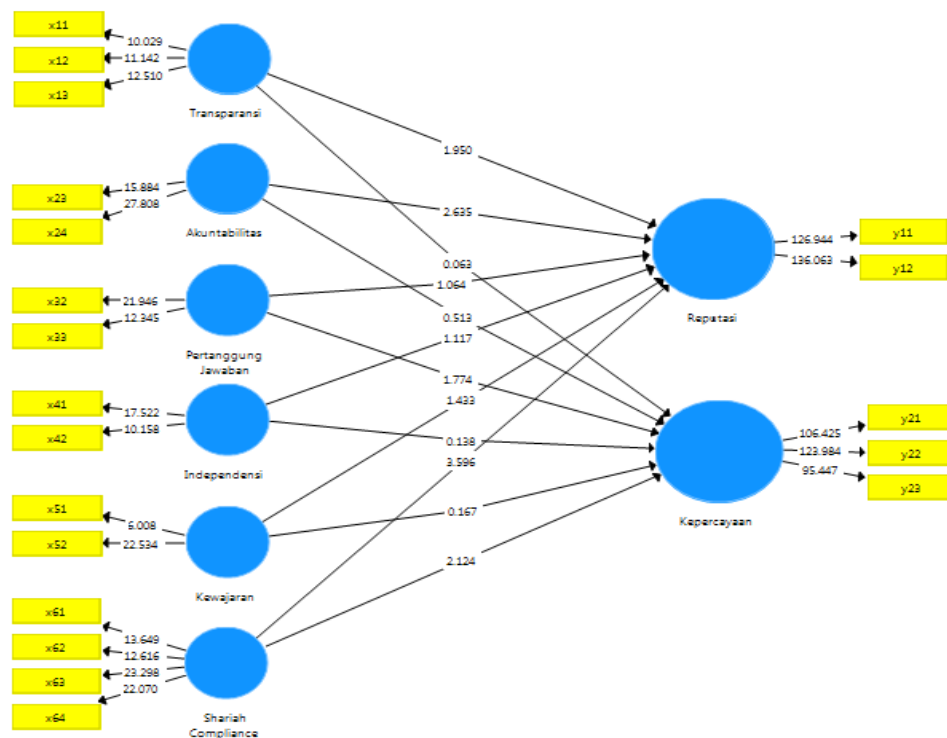 x11
10.029
x12
11.142
x13
12.510
Transparansi
1.950
x23
15.884
x24
27.808
Akuntabilitas
2.635
y11
126.944
y12
136.063
Reputasi
0.063
1.064
x32
21.946
x33
12.345
Pertanggung
Jawaban
0.513
1.117
1.774
1.433
x41
17.522
x42
10.158
Independensi
0.138
3.596
y21
106.425
y22
123.984
y23
95.447
Kepercayaan
x51
6.008
x52
22.534
Kewajaran
0.167
2.124
x61
13.649
x62
12.616
x63
23.298
22.070
x64
Shariah
Compliance